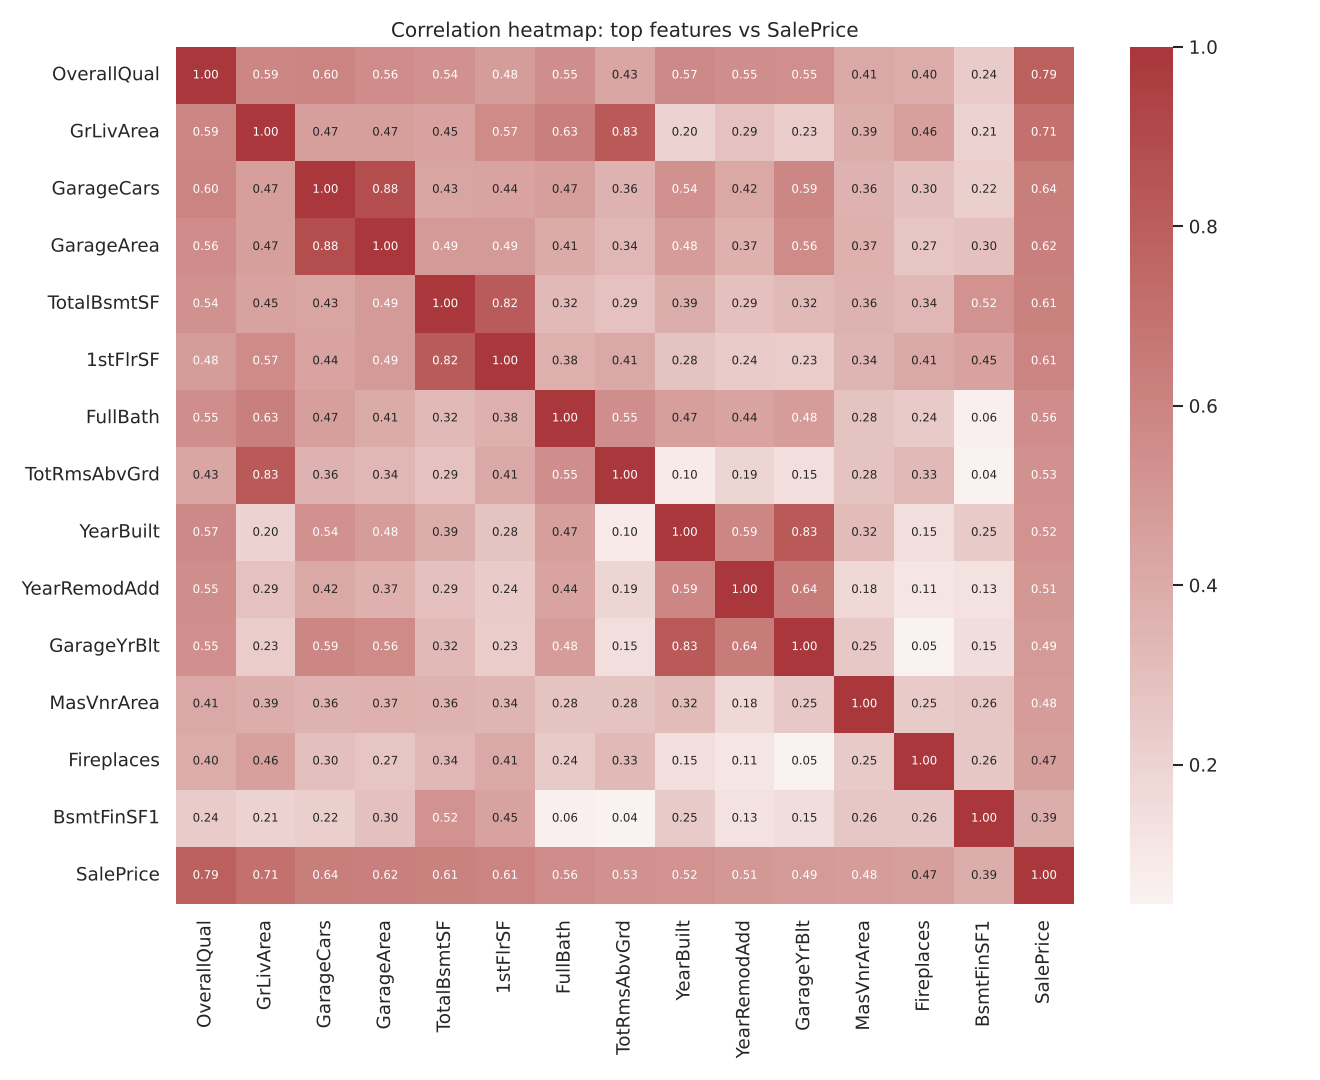 Correlation heatmap: top features vs SalePrice
OverallQual 1.00 0.59 0.60 0.56 0.54 0.48 0.55 0.43 0.57 0.55 0.55 0.41 0.40 0.24 0.79
GrLivArea 0.59 1.00 0.47 0.47 0.45 0.57 0.63 0.83 0.20 0.29 0.23 0.39 0.46 0.21 0.71
GarageCars 0.60 0.47 1.00 0.88 0.43 0.44 0.47 0.36 0.54 0.42 0.59 0.36 0.30 0.22 0.64
GarageArea 0.56 0.47 0.88 1.00 0.49 0.49 0.41 0.34 0.48 0.37 0.56 0.37 0.27 0.30 0.62
TotalBsmtSF 0.54 0.45 0.43 0.49 1.00 0.82 0.32 0.29 0.39 0.29 0.32 0.36 0.34 0.52 0.61
1stFlrSF 0.48 0.57 0.44 0.49 0.82 1.00 0.38 0.41 0.28 0.24 0.23 0.34 0.41 0.45 0.61
FullBath 0.55 0.63 0.47 0.41 0.32 0.38 1.00 0.55 0.47 0.44 0.48 0.28 0.24 0.06 0.56
TotRmsAbvGrd 0.43 0.83 0.36 0.34 0.29 0.41 0.55 1.00 0.10 0.19 0.15 0.28 0.33 0.04 0.53
YearBuilt 0.57 0.20 0.54 0.48 0.39 0.28 0.47 0.10 1.00 0.59 0.83 0.32 0.15 0.25 0.52
YearRemodAdd 0.55 0.29 0.42 0.37 0.29 0.24 0.44 0.19 0.59 1.00 0.64 0.18 0.11 0.13 0.51
GarageYrBlt 0.55 0.23 0.59 0.56 0.32 0.23 0.48 0.15 0.83 0.64 1.00 0.25 0.05 0.15 0.49
MasVnrArea 0.41 0.39 0.36 0.37 0.36 0.34 0.28 0.28 0.32 0.18 0.25 1.00 0.25 0.26 0.48
Fireplaces 0.40 0.46 0.30 0.27 0.34 0.41 0.24 0.33 0.15 0.11 0.05 0.25 1.00 0.26 0.47
BsmtFinSF1 0.24 0.21 0.22 0.30 0.52 0.45 0.06 0.04 0.25 0.13 0.15 0.26 0.26 1.00 0.39
SalePrice 0.79 0.71 0.64 0.62 0.61 0.61 0.56 0.53 0.52 0.51 0.49 0.48 0.47 0.39 1.00
OverallQual
GrLivArea
GarageCars
GarageArea
TotalBsmtSF
1stFlrSF
FullBath
TotRmsAbvGrd
YearBuilt
YearRemodAdd
GarageYrBlt
MasVnrArea
Fireplaces
BsmtFinSF1
SalePrice
1.0
0.8
0.6
0.4
0.2